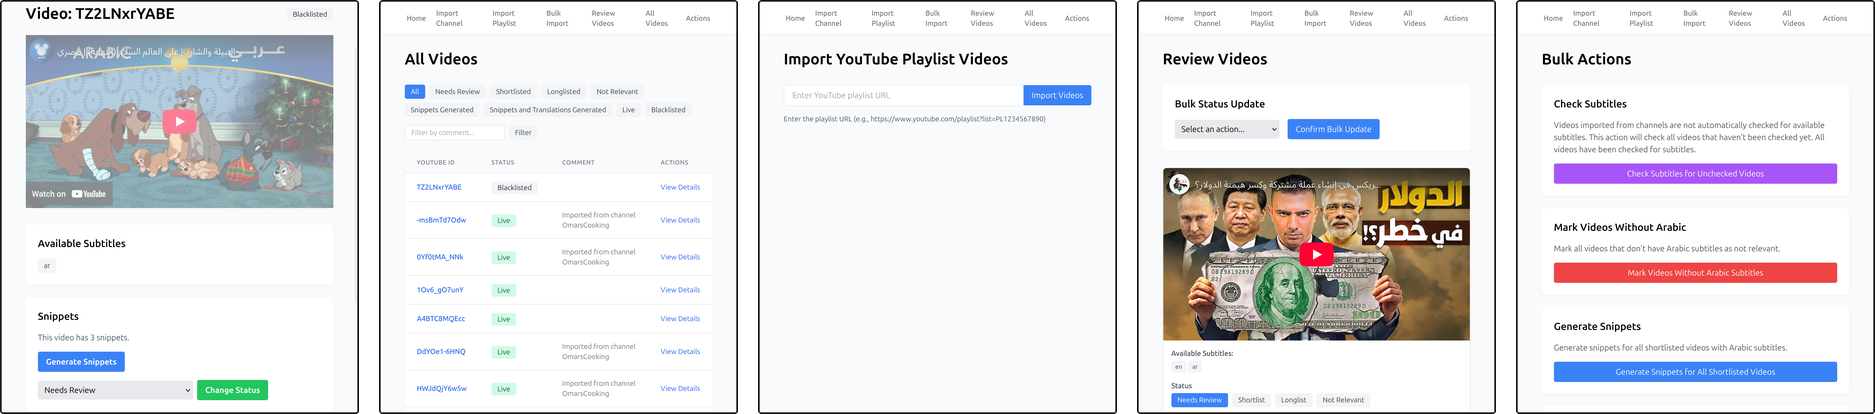 Video: TZ2LNxrYABE
Blacklisted
عربي
ARABIC
Watch on YouTube
Available Subtitles
ar
Snippets
This video has 3 snippets.
Generate Snippets
Needs Review
Change Status
Home
Import Channel
Import Playlist
Bulk Import
Review Videos
All Videos
Actions
All Videos
All
Needs Review
Shortlisted
Longlisted
Not Relevant
Snippets Generated
Snippets and Translations Generated
Live
Blacklisted
Filter by comment...
Filter
YOUTUBE ID STATUS COMMENT ACTIONS
TZ2LNxrYABE Blacklisted View Details
-msBmTd7Odw Live Imported from channel OmarsCooking View Details
0Yf0tMA_NNk Live Imported from channel OmarsCooking View Details
1Ov6_gO7unY Live View Details
A4BTC8MQEcc Live View Details
DdYOe1-6HNQ Live Imported from channel OmarsCooking View Details
HWJdQjY6w5w Live Imported from channel OmarsCooking View Details
Home
Import Channel
Import Playlist
Bulk Import
Review Videos
All Videos
Actions
Import YouTube Playlist Videos
Enter YouTube playlist URL
Import Videos
Enter the playlist URL (e.g., https://www.youtube.com/playlist?list=PL1234567890)
Home
Import Channel
Import Playlist
Bulk Import
Review Videos
All Videos
Actions
Review Videos
Bulk Status Update
Select an action...
Confirm Bulk Update
بريكس في انشاء عملة مشتركة وكسر هيمنة الدولار؟
الدولار
في خطر؟!
Available Subtitles:
en
ar
Status
Needs Review
Shortlist
Longlist
Not Relevant
Home
Import Channel
Import Playlist
Bulk Import
Review Videos
All Videos
Actions
Bulk Actions
Check Subtitles
Videos imported from channels are not automatically checked for available
subtitles. This action will check all videos that haven't been checked yet. All
videos have been checked for subtitles.
Check Subtitles for Unchecked Videos
Mark Videos Without Arabic
Mark all videos that don't have Arabic subtitles as not relevant.
Mark Videos Without Arabic Subtitles
Generate Snippets
Generate snippets for all shortlisted videos with Arabic subtitles.
Generate Snippets for All Shortlisted Videos